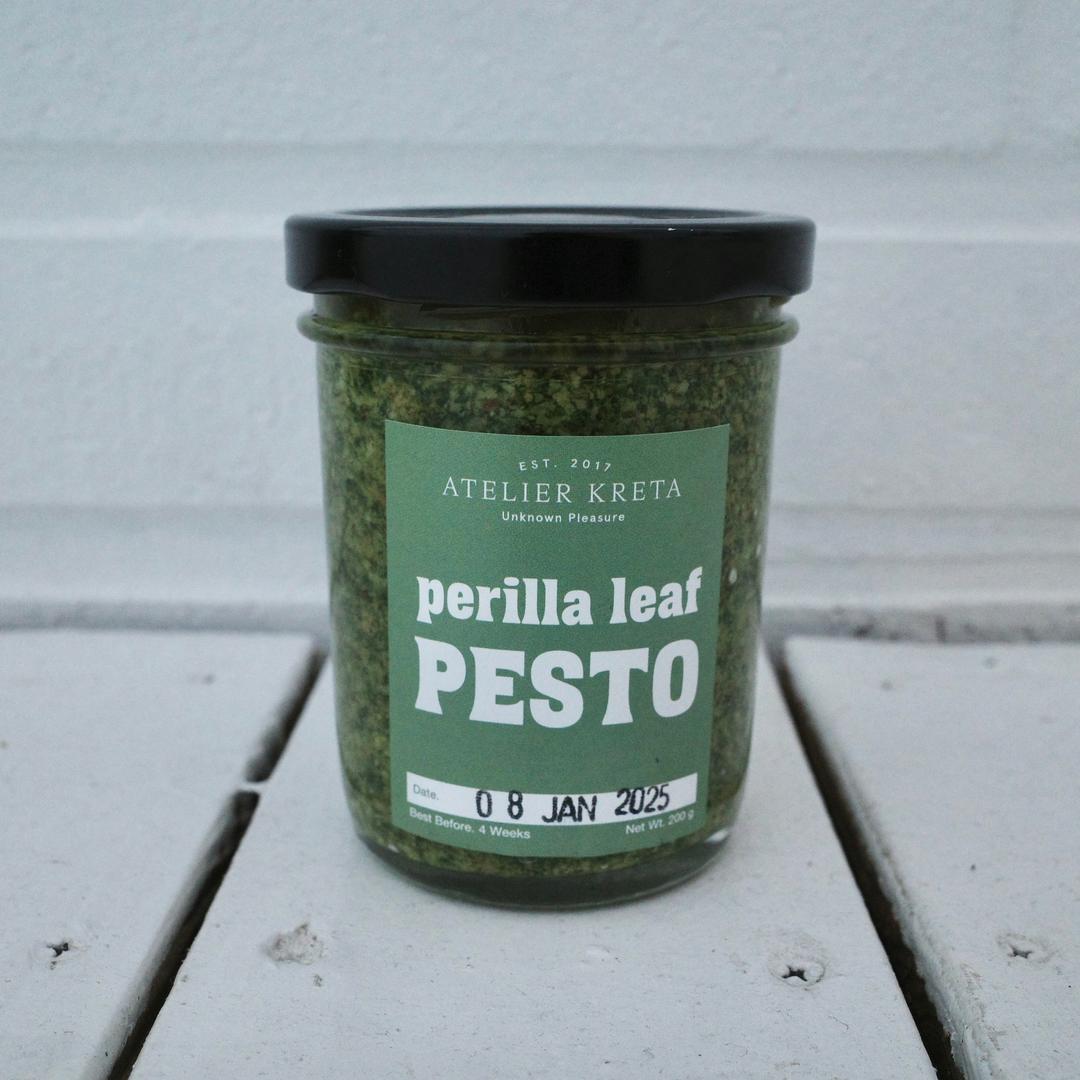 EST. 2017
ATELIER KRETA
Unknown Pleasure
perilla leaf
PESTO
Date. 08 JAN 2025
Best Before. 4 Weeks Net Wt. 200 g